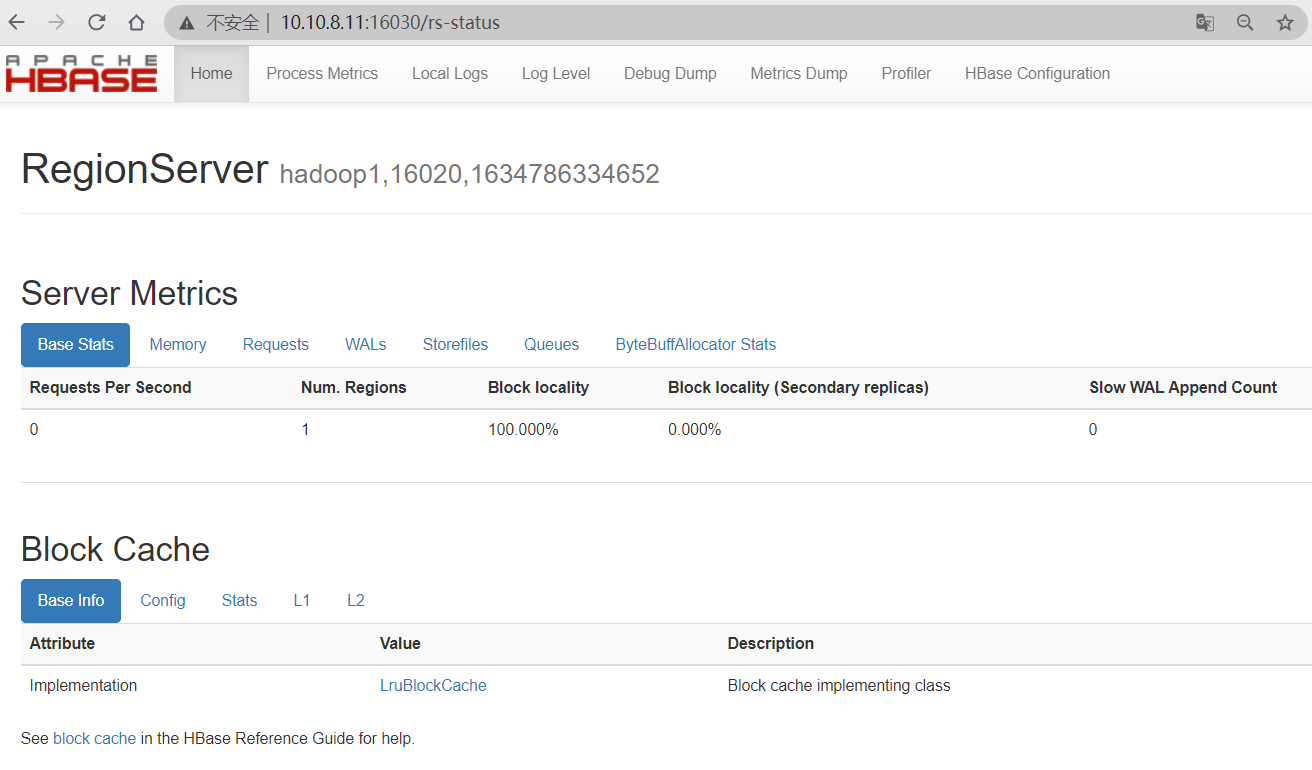 不安全 | 10.10.8.11:16030/rs-status
APACHE
HBASE
Home Process Metrics Local Logs Log Level Debug Dump Metrics Dump Profiler HBase Configuration
RegionServer hadoop1,16020,1634786334652
Server Metrics
Base Stats Memory Requests WALs Storefiles Queues ByteBuffAllocator Stats
Requests Per Second Num. Regions Block locality Block locality (Secondary replicas) Slow WAL Append Count
0 1 100.000% 0.000% 0
Block Cache
Base Info Config Stats L1 L2
Attribute Value Description
Implementation LruBlockCache Block cache implementing class
See block cache in the HBase Reference Guide for help.